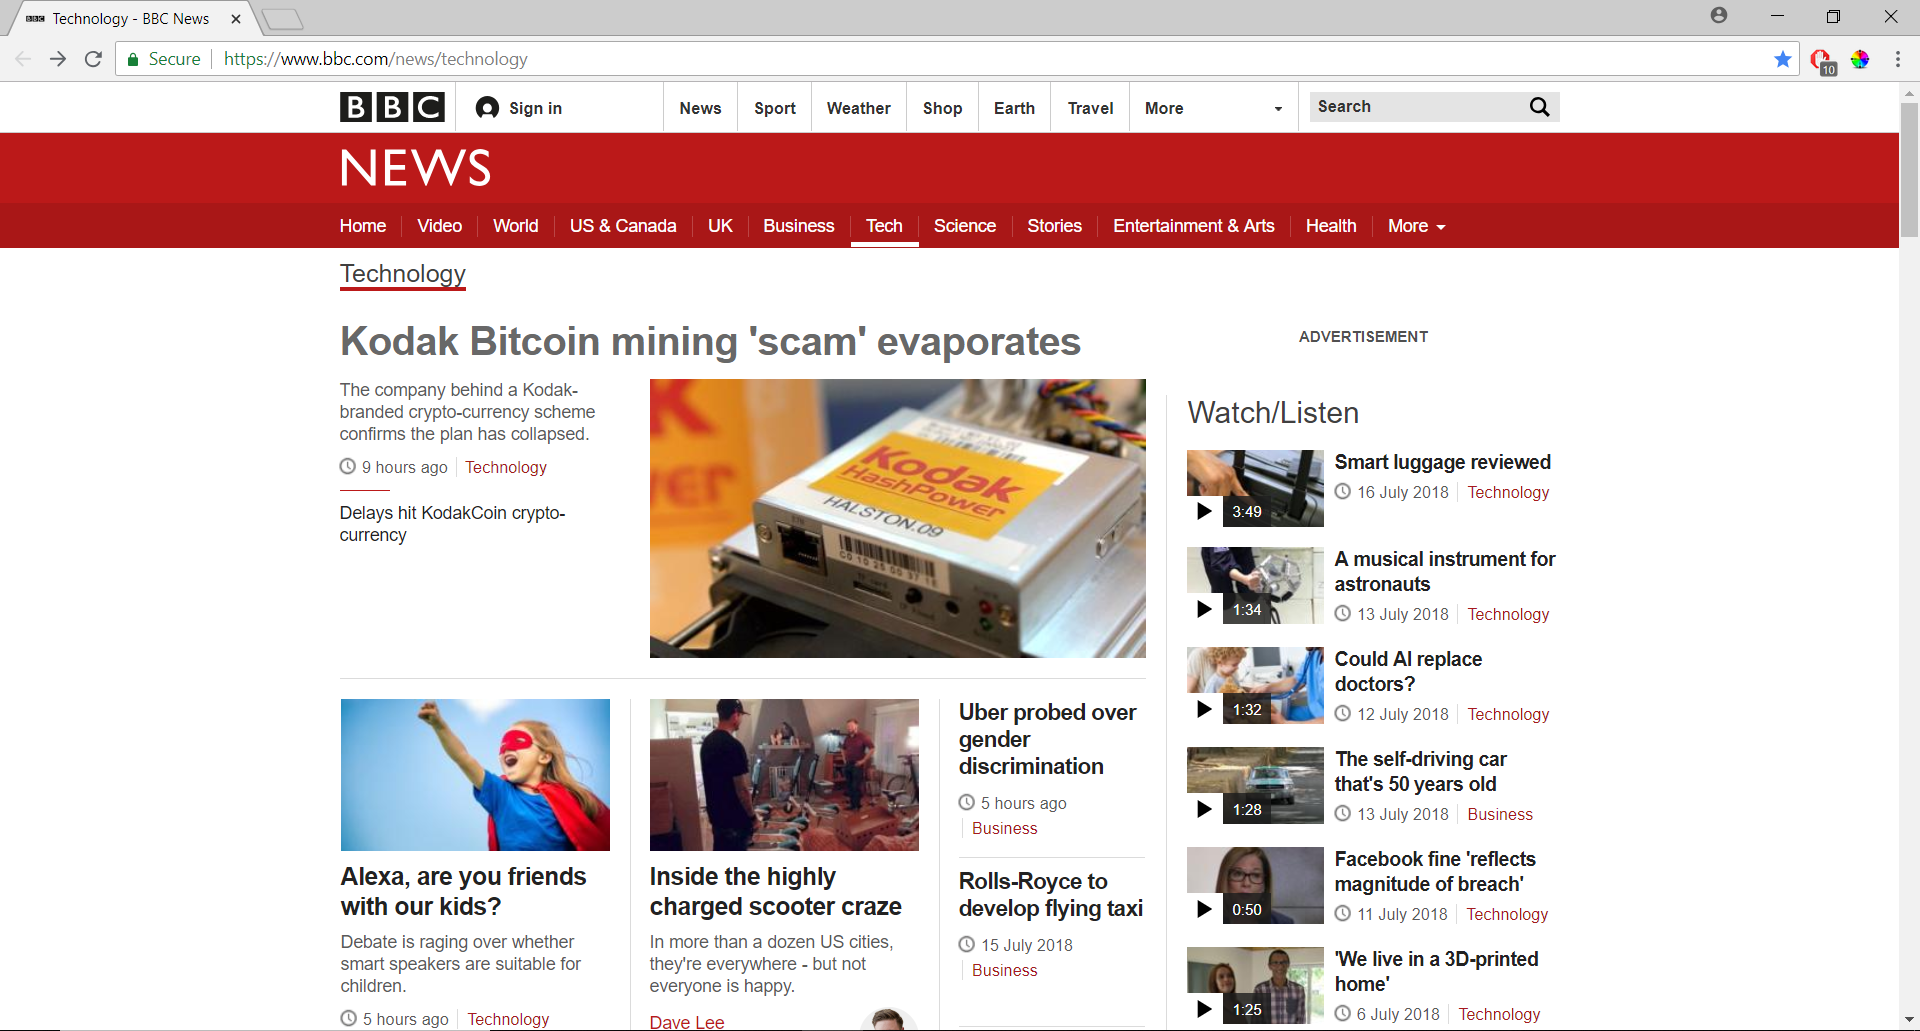 BBC Technology - BBC News
Secure https://www.bbc.com/news/technology
10
BBC Sign in News Sport Weather Shop Earth Travel More Search
NEWS
Home Video World US & Canada UK Business Tech Science Stories Entertainment & Arts Health More
Technology
Kodak Bitcoin mining 'scam' evaporates
The company behind a Kodak-
branded crypto-currency scheme
confirms the plan has collapsed.
9 hours ago Technology
Delays hit KodakCoin crypto-
currency
Kodak
HashPower
HALSTON.09
ADVERTISEMENT
Alexa, are you friends
with our kids?
Debate is raging over whether
smart speakers are suitable for
children.
5 hours ago Technology
Inside the highly
charged scooter craze
In more than a dozen US cities,
they're everywhere - but not
everyone is happy.
Dave Lee
Uber probed over
gender
discrimination
5 hours ago
Business
Rolls-Royce to
develop flying taxi
15 July 2018
Business
Watch/Listen
3:49
Smart luggage reviewed
16 July 2018 Technology
1:34
A musical instrument for
astronauts
13 July 2018 Technology
1:32
Could AI replace
doctors?
12 July 2018 Technology
1:28
The self-driving car
that's 50 years old
13 July 2018 Business
0:50
Facebook fine 'reflects
magnitude of breach'
11 July 2018 Technology
1:25
'We live in a 3D-printed
home'
6 July 2018 Technology